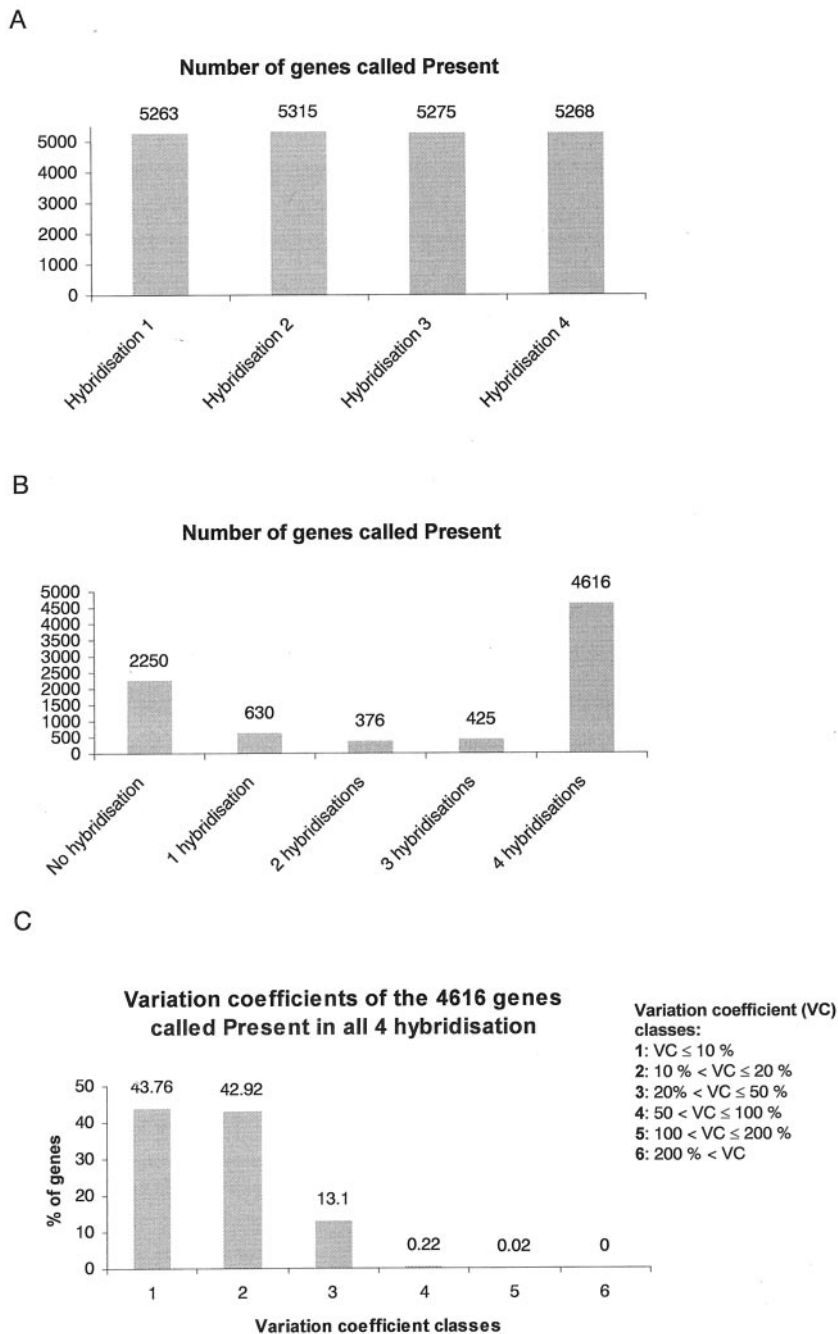 A
Number of genes called Present
5263 5315 5275 5268
5000
4000
3000
2000
1000
0
Hybridisation 1
Hybridisation 2
Hybridisation 3
Hybridisation 4
B
Number of genes called Present
5000
4500
4000
3500
3000
2500
2000
1500
1000
500
0
2250 630 376 425 4616
No hybridisation
1 hybridisation
2 hybridisations
3 hybridisations
4 hybridisations
C
Variation coefficients of the 4616 genes
called Present in all 4 hybridisation
% of genes
50
40
30
20
10
0
43.76 42.92 13.1 0.22 0.02 0
1 2 3 4 5 6
Variation coefficient classes
Variation coefficient (VC)
classes:
1: VC ≤ 10 %
2: 10 % < VC ≤ 20 %
3: 20% < VC ≤ 50 %
4: 50 < VC ≤ 100 %
5: 100 < VC ≤ 200 %
6: 200 % < VC